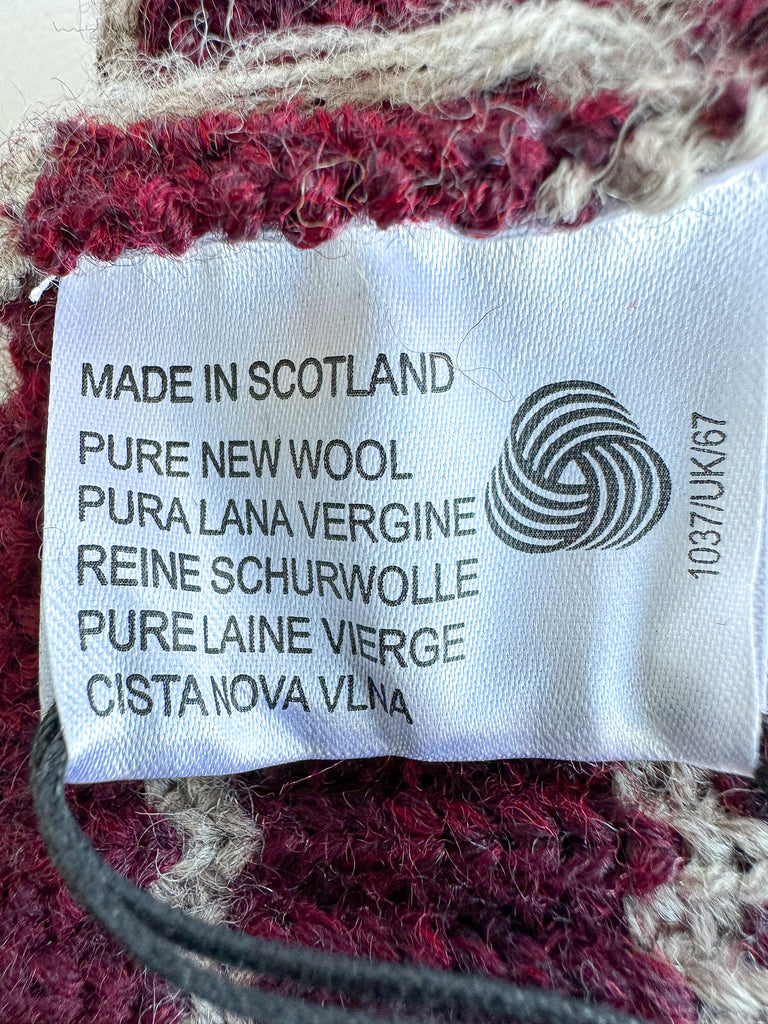 MADE IN SCOTLAND
PURE NEW WOOL
PURA LANA VERGINE
REINE SCHURWOLLE
PURE LAINE VIERGE
CISTA NOVA VLNA
1037/UK/67